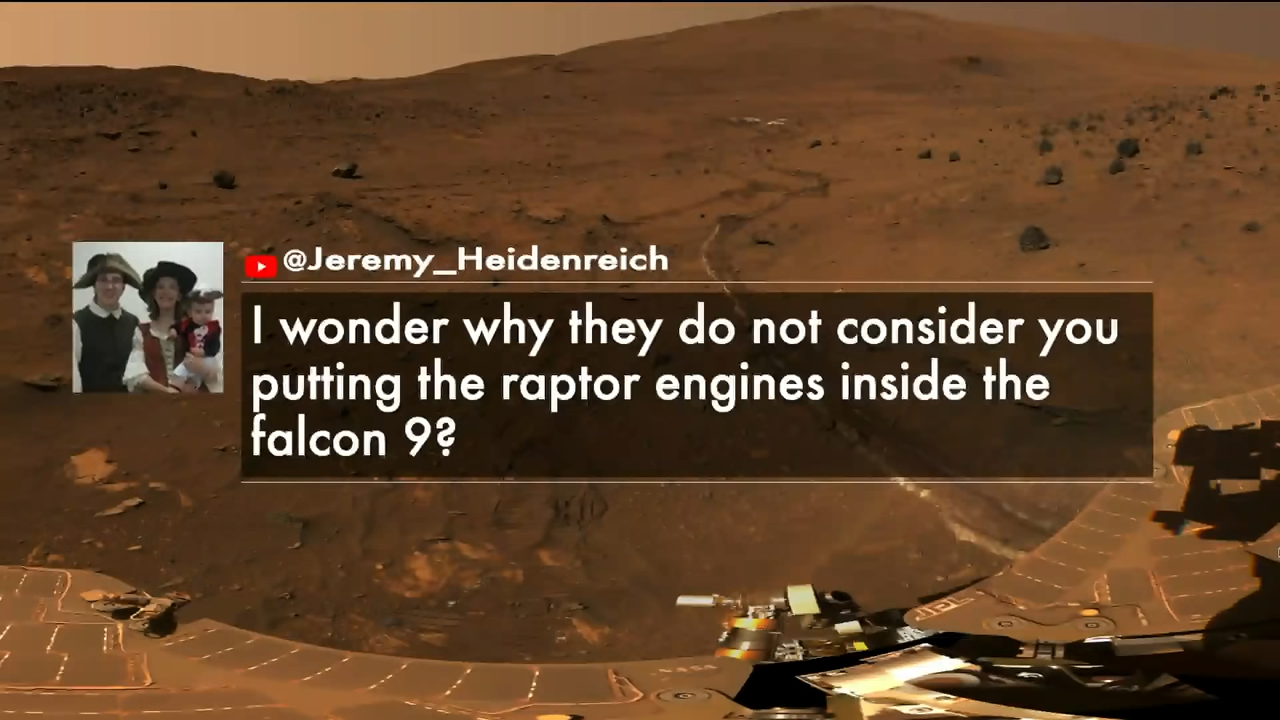 @Jeremy_Heidenreich
I wonder why they do not consider you
putting the raptor engines inside the
falcon 9?